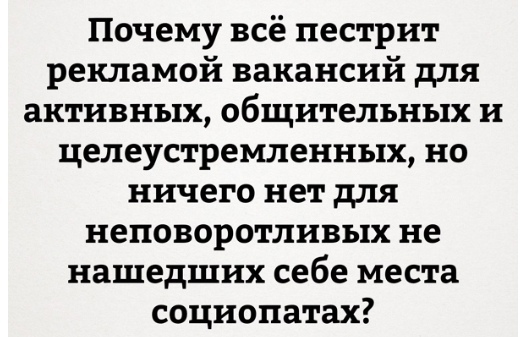 Почему всё пестрит
рекламой вакансий для
активных, общительных и
целеустремленных, но
ничего нет для
неповоротливых не
нашедших себе места
социопатах?